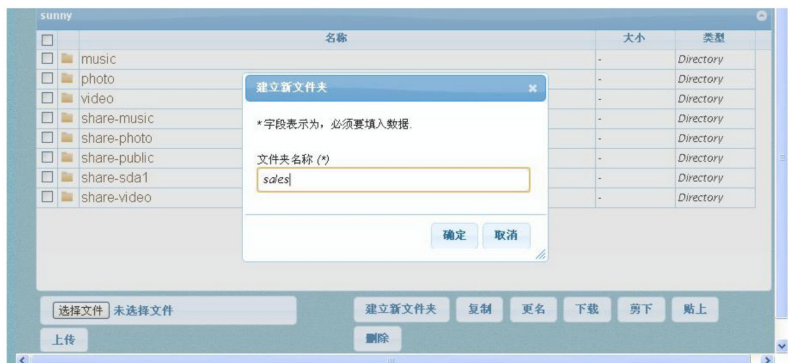 sunny
名称 大小 类型
music - Directory
photo - Directory
video - Directory
share-music - Directory
share-photo - Directory
share-public - Directory
share-sda1 - Directory
share-video - Directory
建立新文件夹
*字段表示为，必须要填入数据.
文件夹名称 (*)
sales
确定 取消
选择文件 未选择文件 建立新文件夹 复制 更名 下载 剪下 贴上
上传 删除